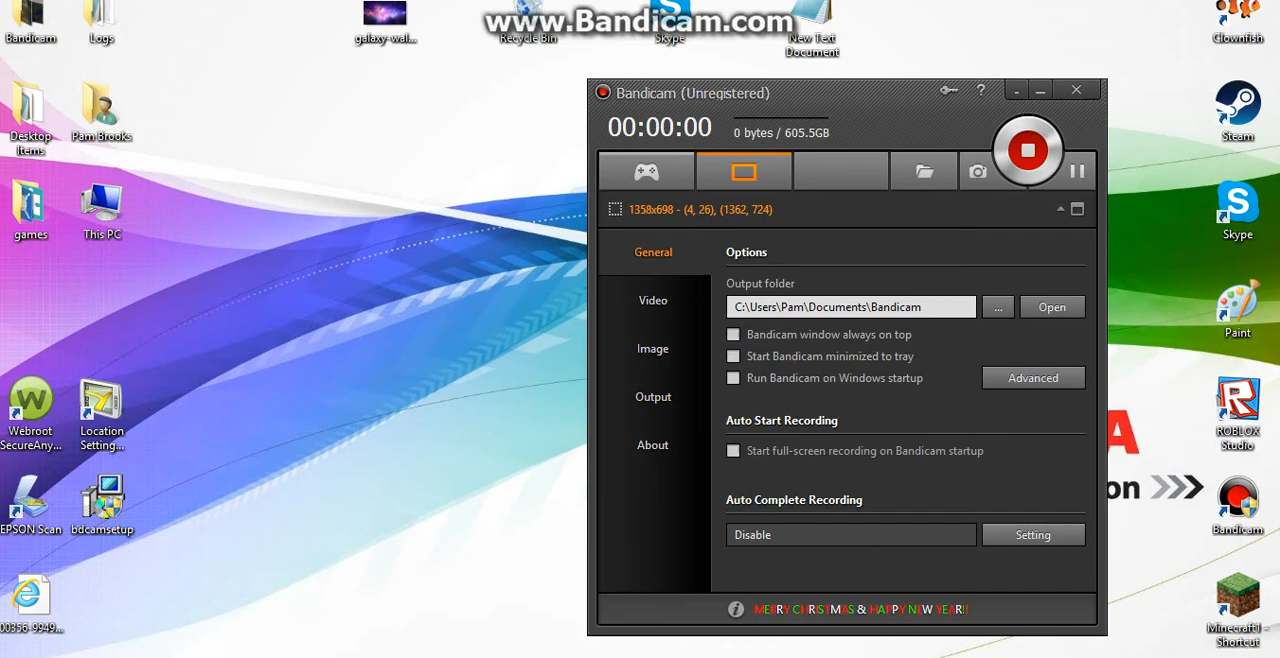 www.Bandicam.com
Bandicam
Logs
galaxy-wal...
Recycle Bin
Skype
New Text
Document
Clownfish
Desktop
Items
Pam Brooks
Steam
games
This PC
Skype
Paint
Webroot
SecureAny...
Location
Setting...
ROBLOX
Studio
EPSON Scan
bdcamsetup
Bandicam
00356-9949...
Minecraft1 -
Shortcut
A
on
Bandicam (Unregistered)
00:00:00
0 bytes / 605.5GB
1358x698 - (4, 26), (1362, 724)
General
Video
Image
Output
About
Options
Output folder
C:\Users\Pam\Documents\Bandicam
...
Open
Bandicam window always on top
Start Bandicam minimized to tray
Run Bandicam on Windows startup
Advanced
Auto Start Recording
Start full-screen recording on Bandicam startup
Auto Complete Recording
Disable
Setting
MERRY CHRISTMAS & HAPPY NEW YEAR!!